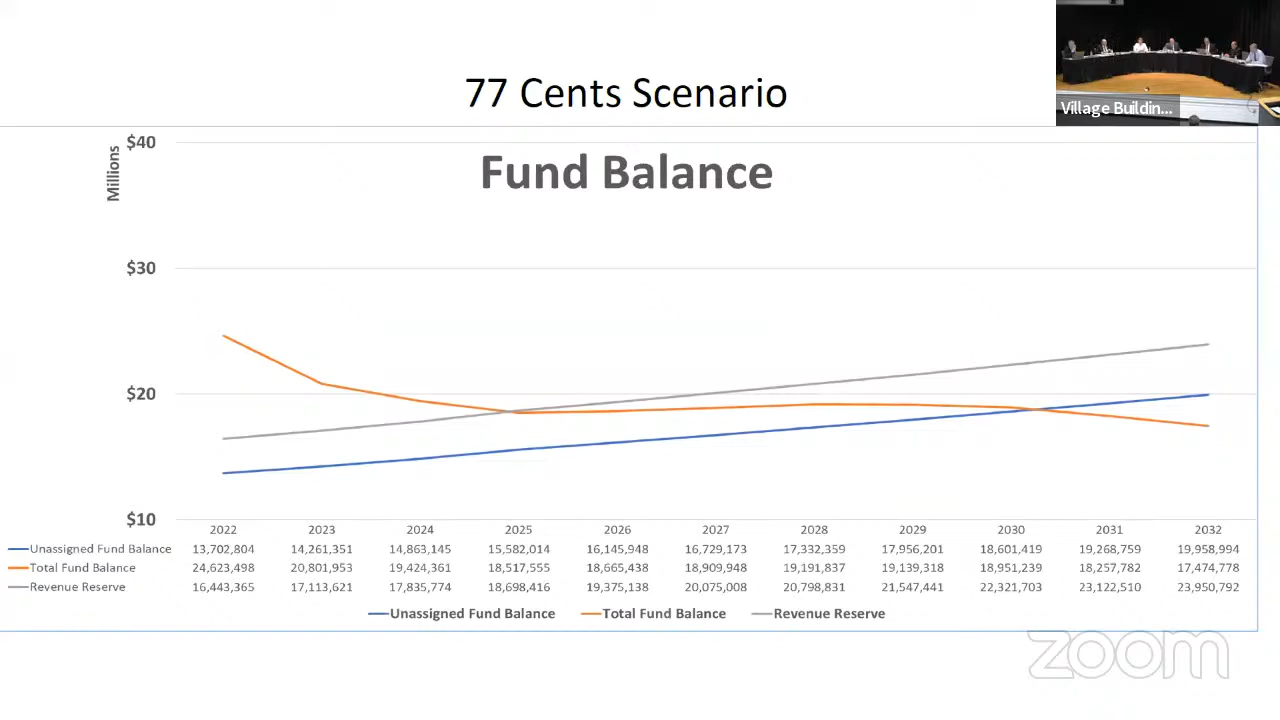 77 Cents Scenario
Village Buildin...
Fund Balance
Millions
$40
$30
$20
$10
2022 2023 2024 2025 2026 2027 2028 2029 2030 2031 2032
Unassigned Fund Balance 13,702,804 14,261,351 14,863,145 15,582,014 16,145,948 16,729,173 17,332,359 17,956,201 18,601,419 19,268,759 19,958,994
Total Fund Balance 24,623,498 20,801,953 19,424,361 18,517,555 18,665,438 18,909,948 19,191,837 19,139,318 18,951,239 18,257,782 17,474,778
Revenue Reserve 16,443,365 17,113,621 17,835,774 18,698,416 19,375,138 20,075,008 20,798,831 21,547,441 22,321,703 23,122,510 23,950,792
Unassigned Fund Balance Total Fund Balance Revenue Reserve
zoom